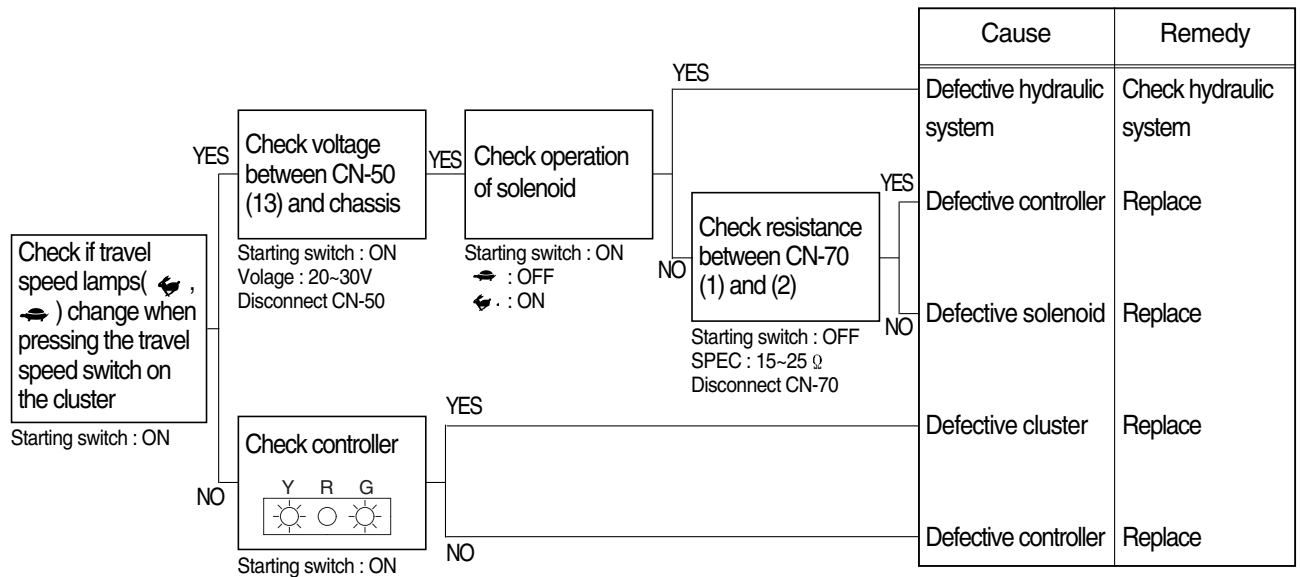 Check if travel
speed lamps( ,
) change when
pressing the travel
speed switch on
the cluster
Starting switch : ON
YES
Check voltage
between CN-50
(13) and chassis
Starting switch : ON
Volage : 20~30V
Disconnect CN-50
YES
Check operation
of solenoid
Starting switch : ON
: OFF
. : ON
YES
NO
Check resistance
between CN-70
(1) and (2)
Starting switch : OFF
SPEC : 15~25 Ω
Disconnect CN-70
YES
NO
NO
Check controller
Y R G
Starting switch : ON
YES
NO
Cause Remedy
Defective hydraulic Check hydraulic
system system
Defective controller Replace
Defective solenoid Replace
Defective cluster Replace
Defective controller Replace